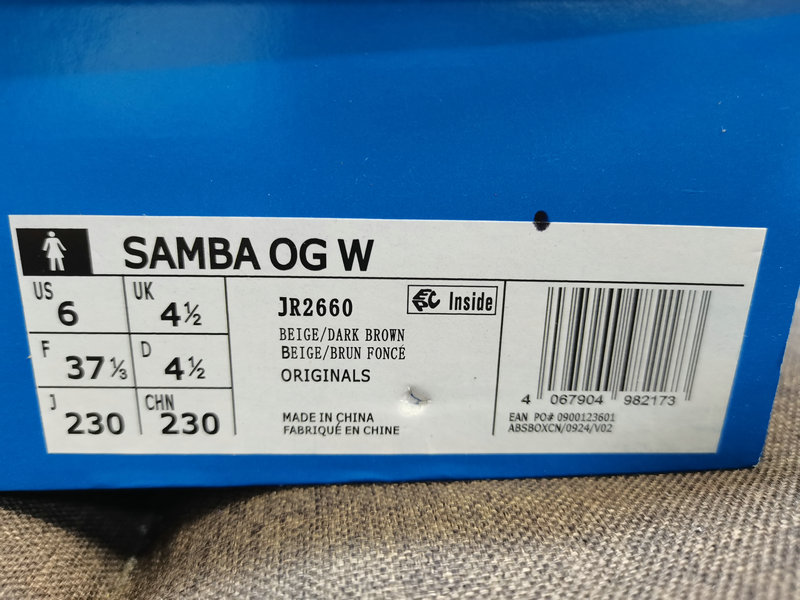 SAMBA OG W
US 6
UK 4½
F 37⅓
D 4½
J 230
CHN 230
JR2660
EPC Inside
BEIGE/DARK BROWN
BEIGE/BRUN FONCÉ
ORIGINALS
MADE IN CHINA
FABRIQUÉ EN CHINE
4 067904 982173
EAN PO# 0900123601
ABSBOXCN/0924/V02